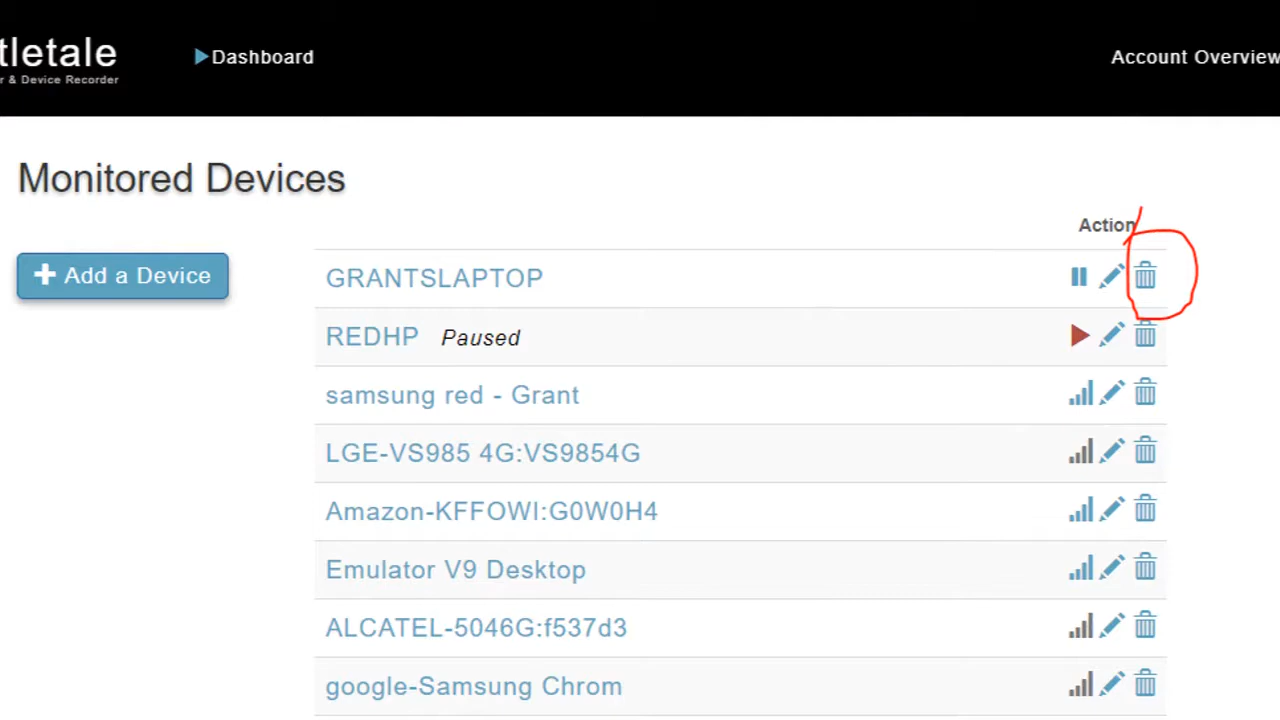 tletale
r & Device Recorder
Dashboard
Account Overview
Monitored Devices
Action
Add a Device
GRANTSLAPTOP
REDHP Paused
samsung red - Grant
LGE-VS985 4G:VS9854G
Amazon-KFFOWI:G0W0H4
Emulator V9 Desktop
ALCATEL-5046G:f537d3
google-Samsung Chrom